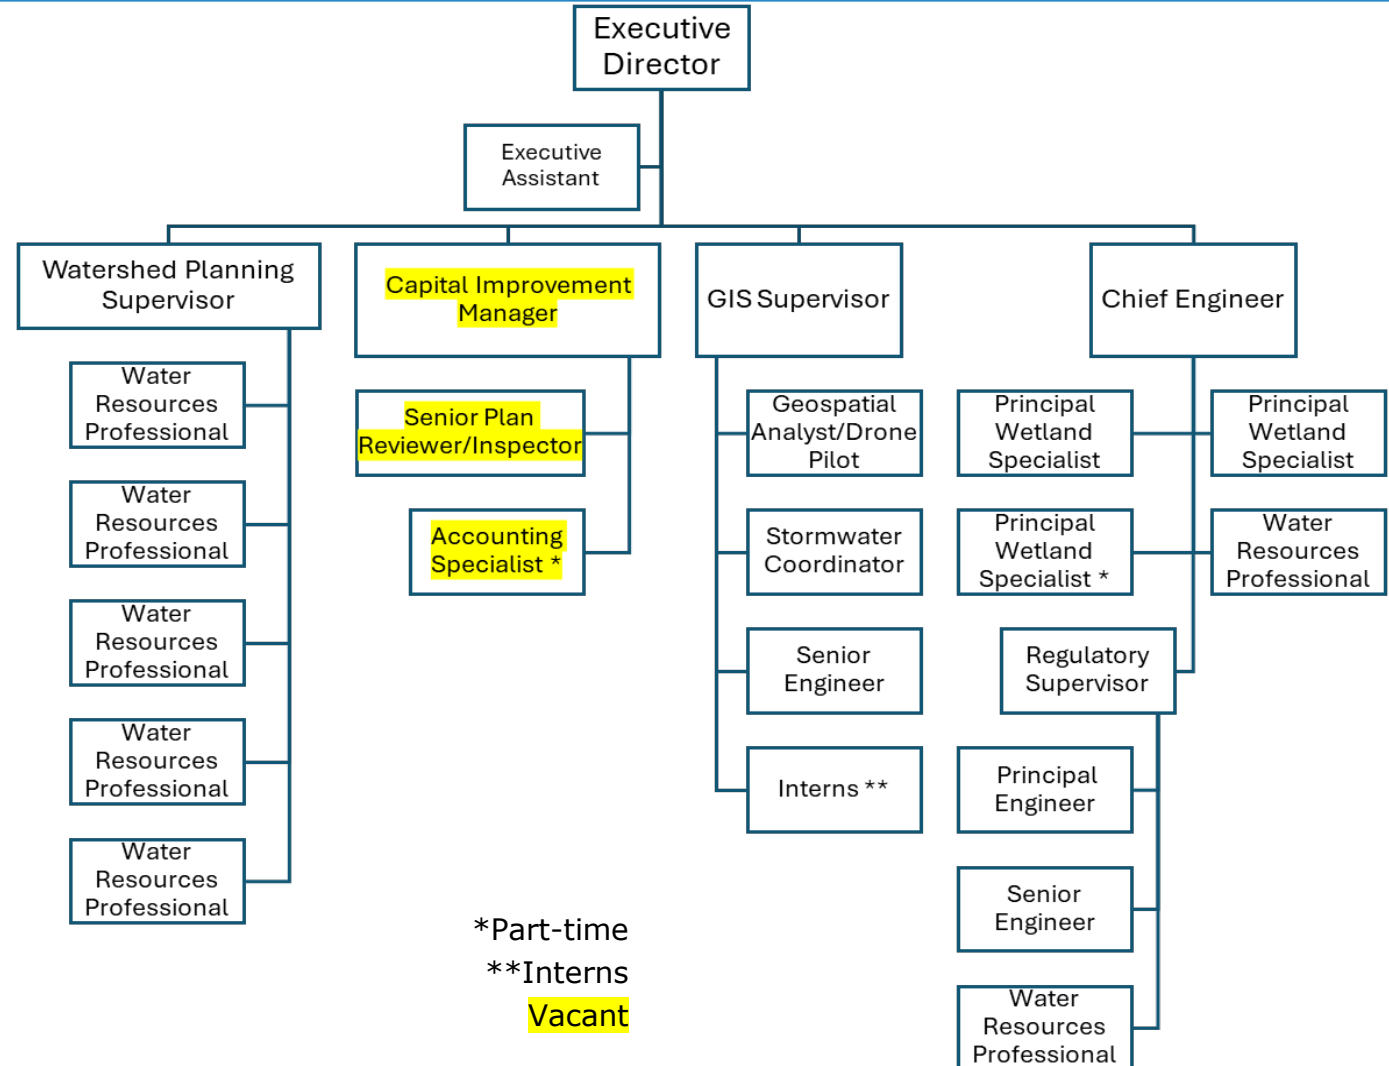 Executive
Director
Executive
Assistant
Watershed Planning
Supervisor
Water
Resources
Professional
Water
Resources
Professional
Water
Resources
Professional
Water
Resources
Professional
Water
Resources
Professional
Capital Improvement
Manager
Senior Plan
Reviewer/Inspector
Accounting
Specialist *
GIS Supervisor
Geospatial
Analyst/Drone
Pilot
Stormwater
Coordinator
Senior
Engineer
Interns **
Chief Engineer
Principal
Wetland
Specialist
Principal
Wetland
Specialist
Principal
Wetland
Specialist *
Water
Resources
Professional
Regulatory
Supervisor
Principal
Engineer
Senior
Engineer
Water
Resources
Professional
*Part-time
**Interns
Vacant